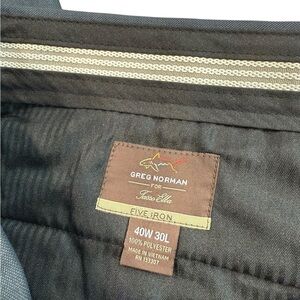 GREG NORMAN
FOR
Tasso Elba
FIVE IRON
40W 30L
100% POLYESTER
MADE IN VIETNAM
RN 133307